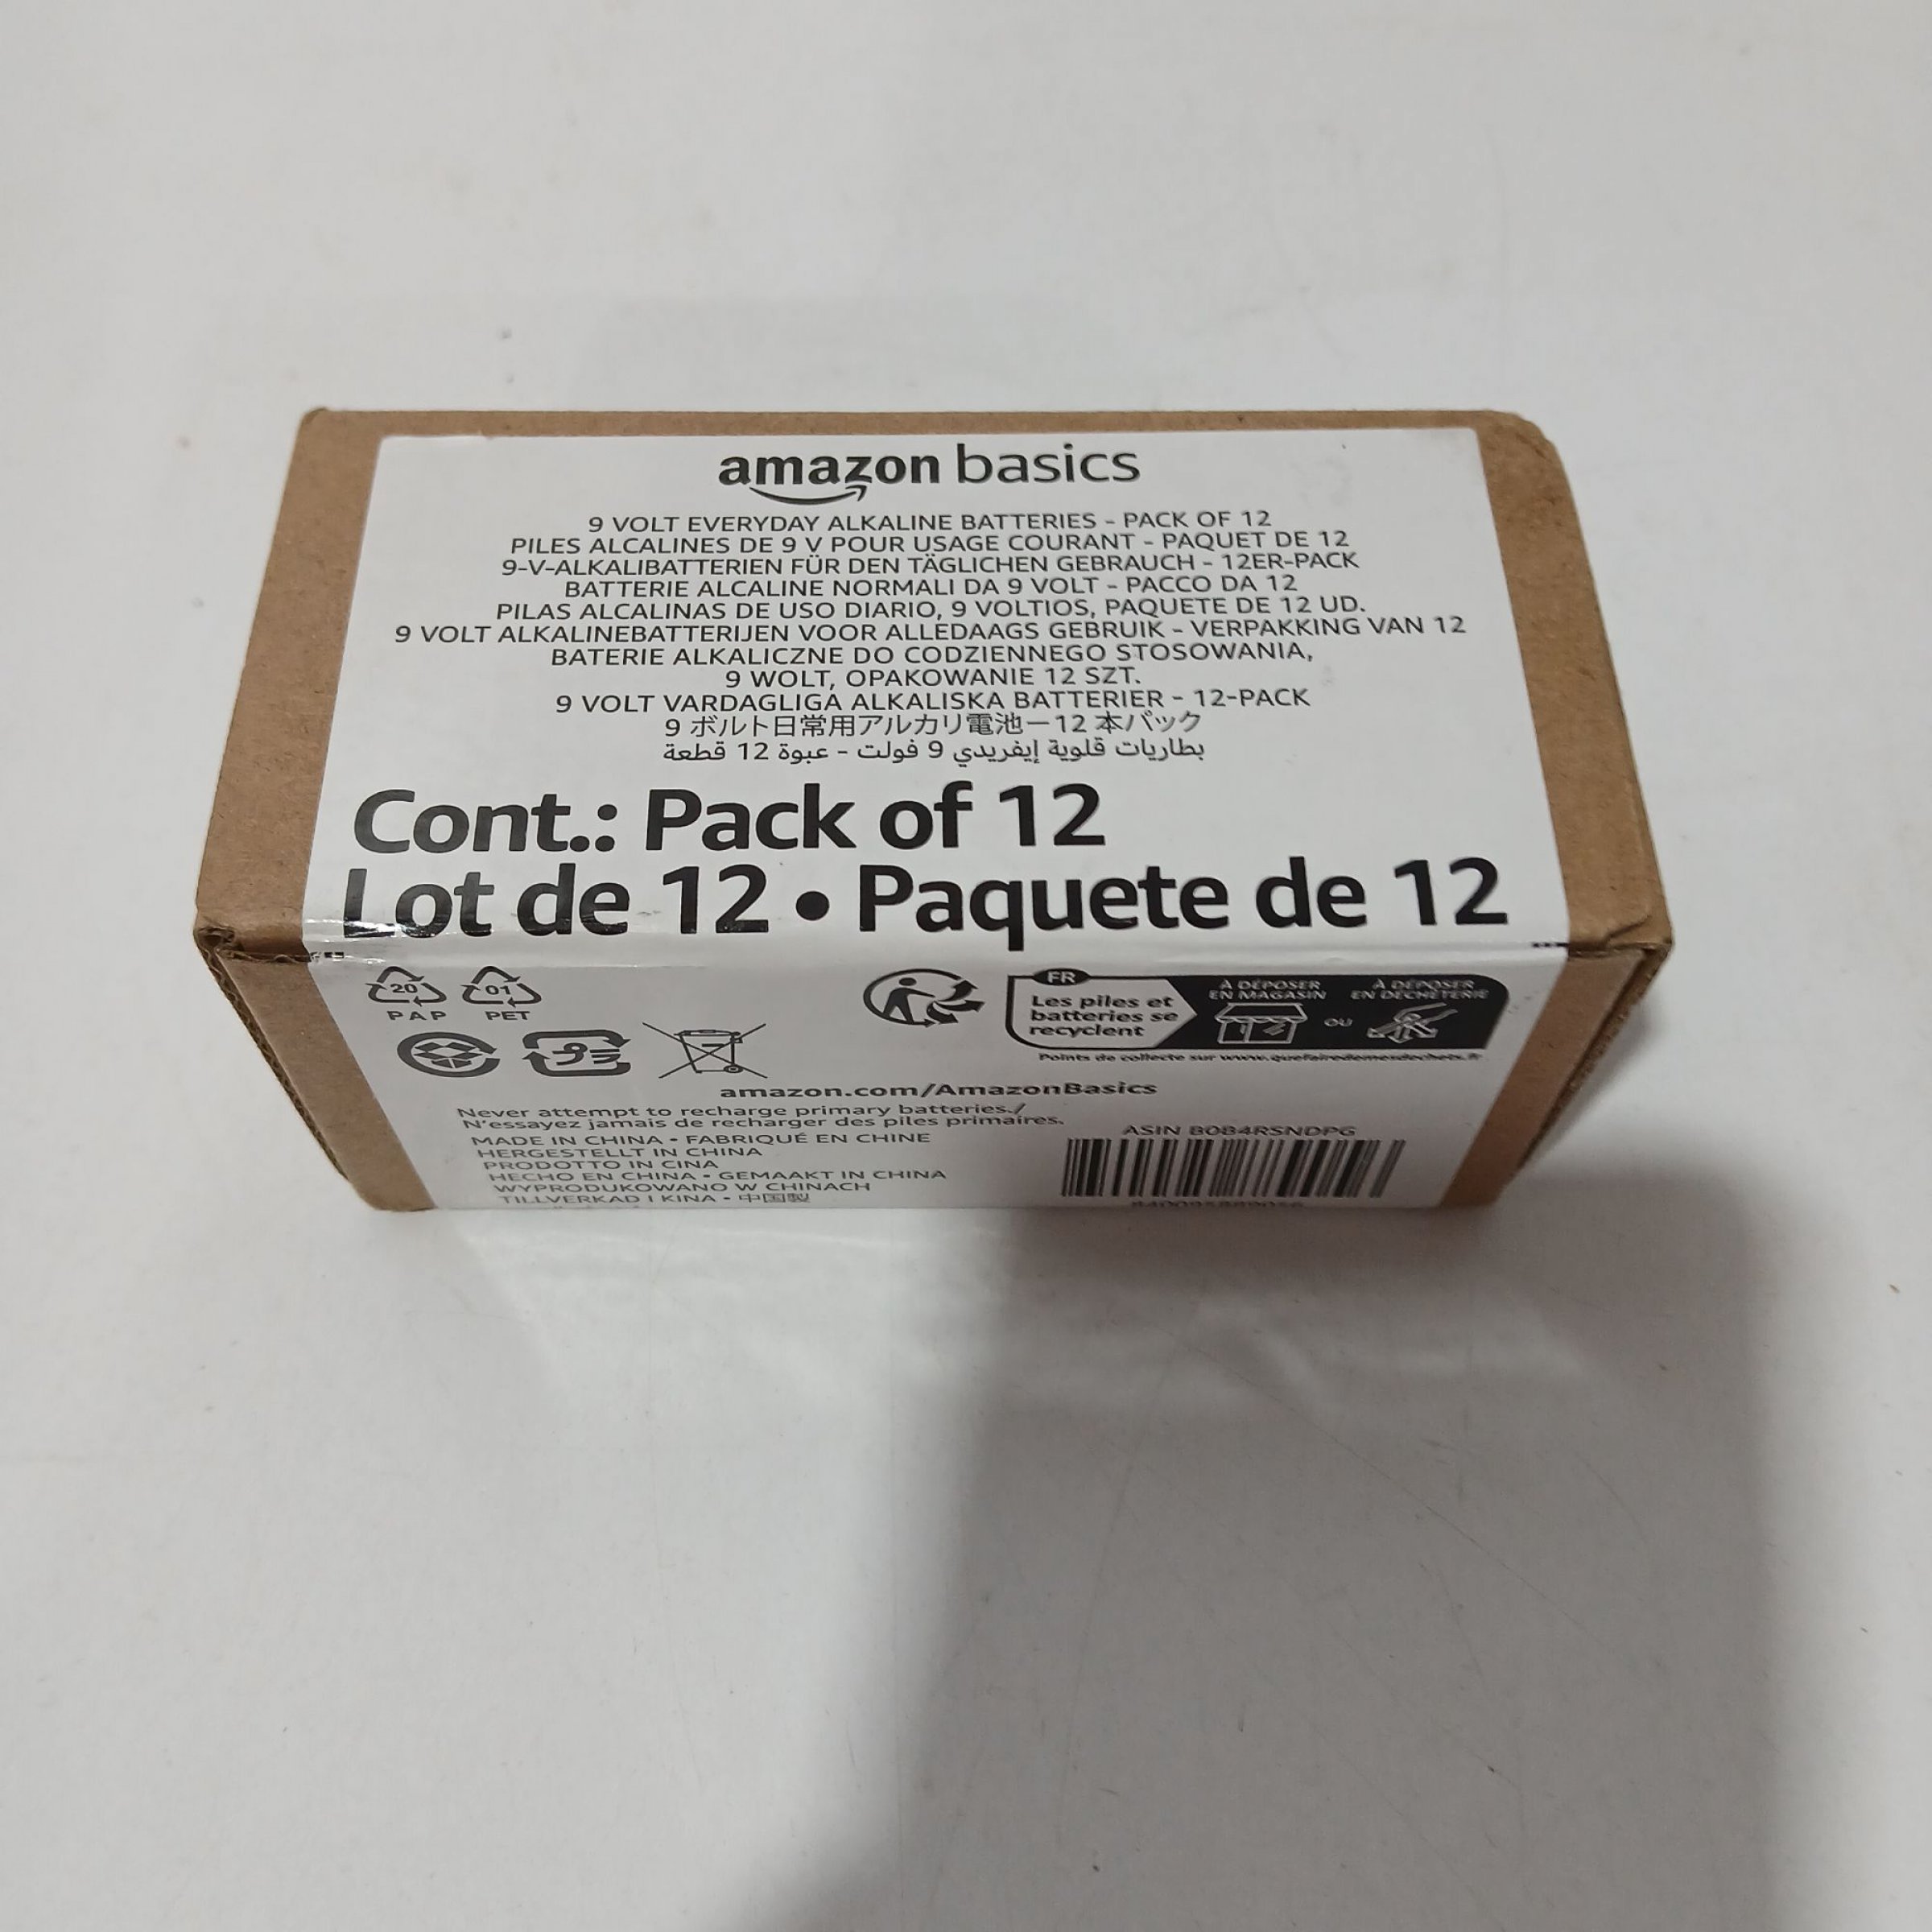 amazon basics
9 VOLT EVERYDAY ALKALINE BATTERIES - PACK OF 12
PILES ALCALINES DE 9 V POUR USAGE COURANT - PAQUET DE 12
9-V-ALKALIBATTERIEN FÜR DEN TÄGLICHEN GEBRAUCH - 12ER-PACK
BATTERIE ALCALINE NORMALI DA 9 VOLT - PACCO DA 12
PILAS ALCALINAS DE USO DIARIO, 9 VOLTIOS, PAQUETE DE 12 UD.
9 VOLT ALKALINEBATTERIJEN VOOR ALLEDAAGS GEBRUIK - VERPAKKING VAN 12
BATERIE ALKALICZNE DO CODZIENNEGO STOSOWANIA,
9 WOLT, OPAKOWANIE 12 SZT.
9 VOLT VARDAGLIGA ALKALISKA BATTERIER - 12-PACK
9 ボルト日常用アルカリ電池ー12 本パック
بطاريات قلوية إيفريدي 9 فولت - عبوة 12 قطعة
Cont.: Pack of 12
Lot de 12 • Paquete de 12
20 01
PAP PET
FR
Les piles et
batteries se
recyclent
À DÉPOSER
EN MAGASIN
OU
À DÉPOSER
EN DÉCHÈTERIE
Points de collecte sur www.quefairedemesdechets.fr
amazon.com/AmazonBasics
Never attempt to recharge primary batteries./
N'essayez jamais de recharger des piles primaires.
MADE IN CHINA • FABRIQUÉ EN CHINE
HERGESTELLT IN CHINA
PRODOTTO IN CINA
HECHO EN CHINA • GEMAAKT IN CHINA
WYPRODUKOWANO W CHINACH
TILLVERKAD I KINA • 中国製
ASIN B0B4RSNDPG